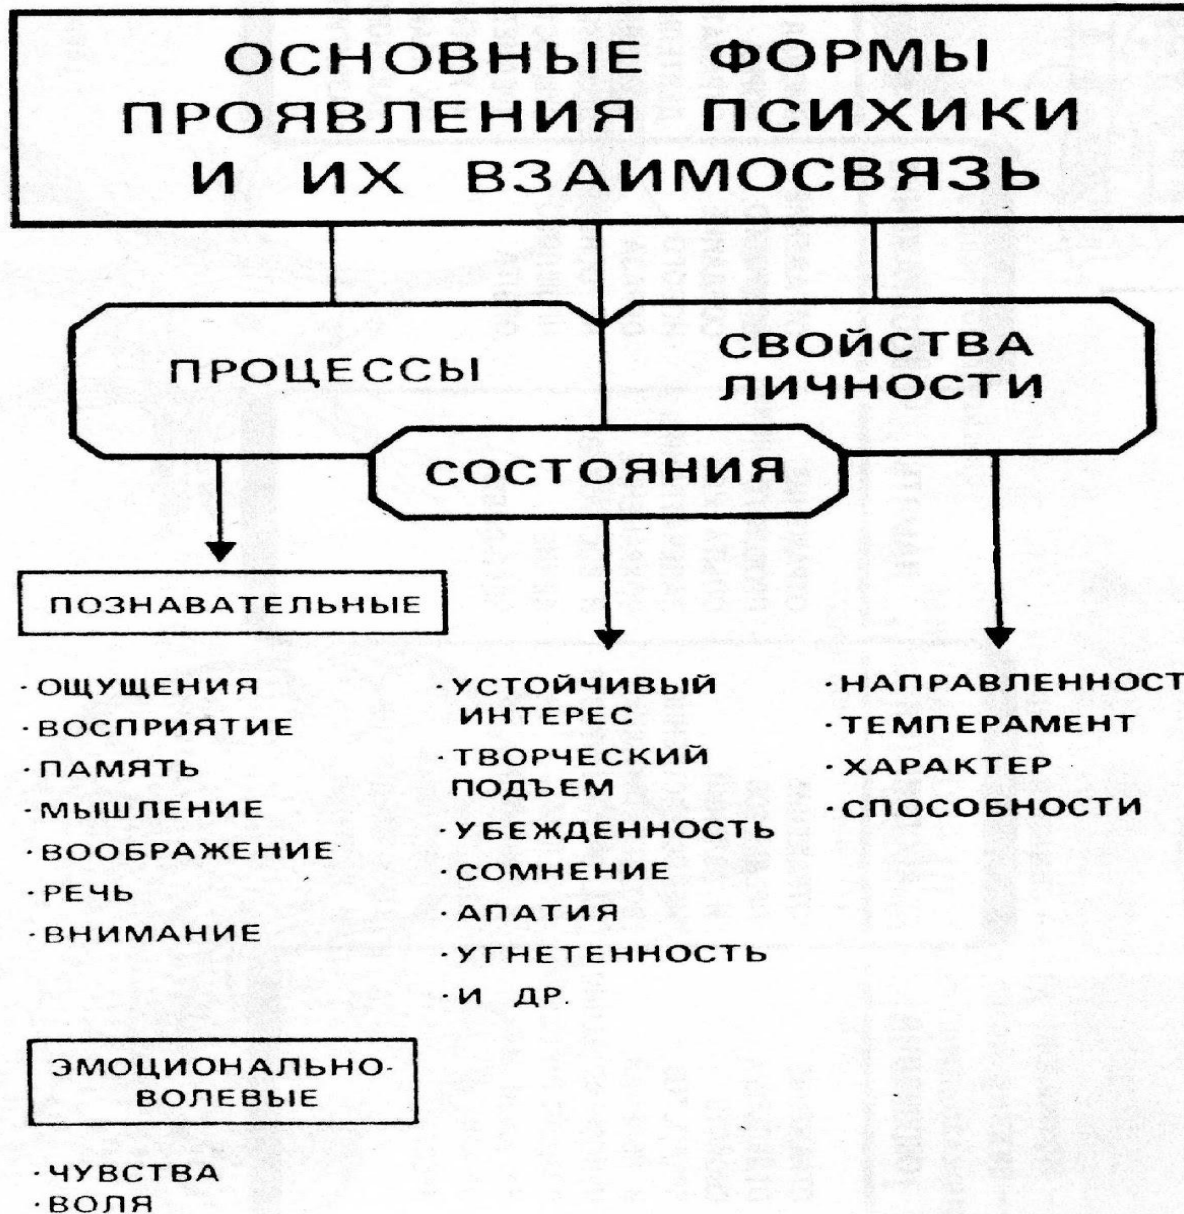 ОСНОВНЫЕ ФОРМЫ
ПРОЯВЛЕНИЯ ПСИХИКИ
И ИХ ВЗАИМОСВЯЗЬ
ПРОЦЕССЫ
СВОЙСТВА
ЛИЧНОСТИ
СОСТОЯНИЯ
ПОЗНАВАТЕЛЬНЫЕ
· ОЩУЩЕНИЯ
· ВОСПРИЯТИЕ
· ПАМЯТЬ
· МЫШЛЕНИЕ
· ВООБРАЖЕНИЕ
· РЕЧЬ
· ВНИМАНИЕ
ЭМОЦИОНАЛЬНО-
ВОЛЕВЫЕ
· ЧУВСТВА
· ВОЛЯ
· УСТОЙЧИВЫЙ
ИНТЕРЕС
· ТВОРЧЕСКИЙ
ПОДЪЕМ
· УБЕЖДЕННОСТЬ
· СОМНЕНИЕ
· АПАТИЯ
· УГНЕТЕННОСТЬ
· И ДР.
· НАПРАВЛЕННОСТ
· ТЕМПЕРАМЕНТ
· ХАРАКТЕР
· СПОСОБНОСТИ